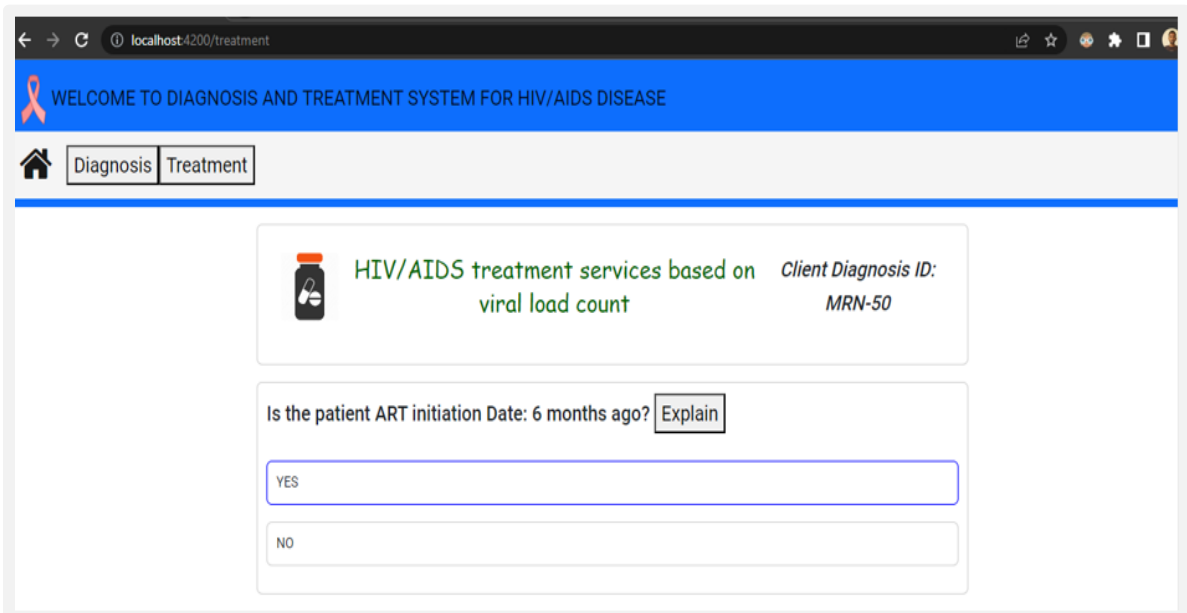 localhost:4200/treatment
WELCOME TO DIAGNOSIS AND TREATMENT SYSTEM FOR HIV/AIDS DISEASE
Diagnosis Treatment
HIV/AIDS treatment services based on
viral load count
Client Diagnosis ID:
MRN-50
Is the patient ART initiation Date: 6 months ago? Explain
YES
NO